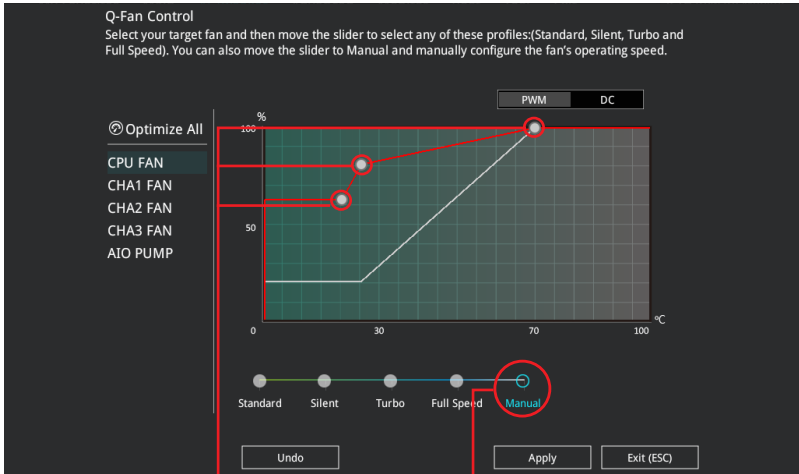 Q-Fan Control
Select your target fan and then move the slider to select any of these profiles:(Standard, Silent, Turbo and
Full Speed). You can also move the slider to Manual and manually configure the fan's operating speed.
PWM DC
%
Optimize All
100
CPU FAN
CHA1 FAN
CHA2 FAN
CHA3 FAN
AIO PUMP
50
ºC
0 30 70 100
Standard Silent Turbo Full Speed Manual
Undo Apply Exit (ESC)